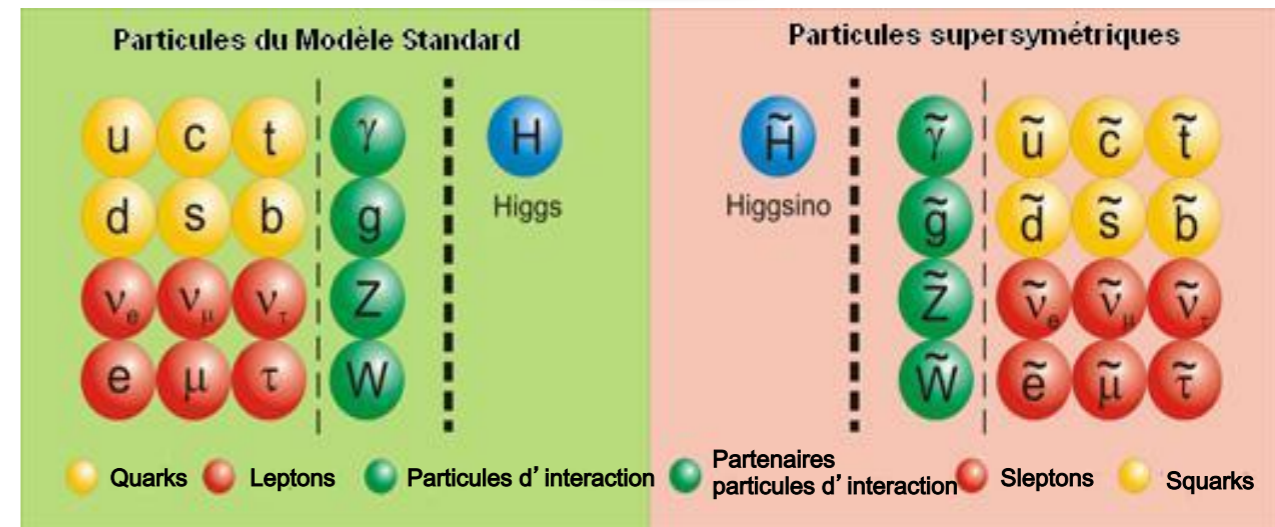 Particules du Modèle Standard
u c t γ
d s b g
νe νμ ντ Z
e μ τ W
H
Higgs
Quarks
Leptons
Particules d’interaction
Particules supersymétriques
H̃
Higgsino
γ̃ ũ c̃ t̃
g̃ d̃ s̃ b̃
Z̃ ν̃e ν̃μ ν̃τ
W̃ ẽ μ̃ τ̃
Partenaires
particules d’interaction
Sleptons
Squarks